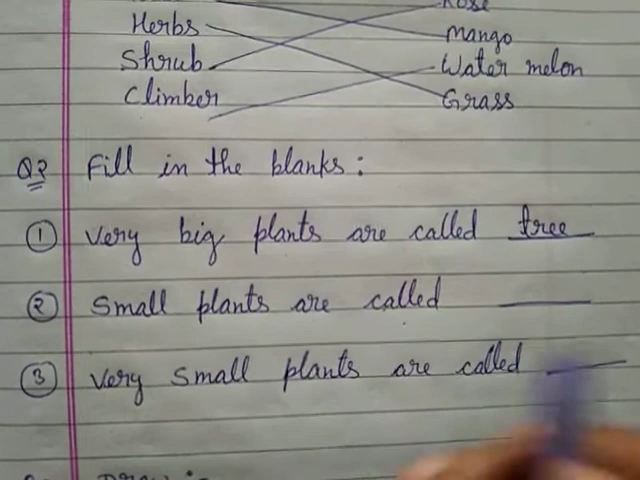 Rose
Herbs Mango
Shrub Water melon
Climber Grass
Q2 Fill in the blanks :
1 Very big plants are called tree
2 Small plants are called
3 Very small plants are called